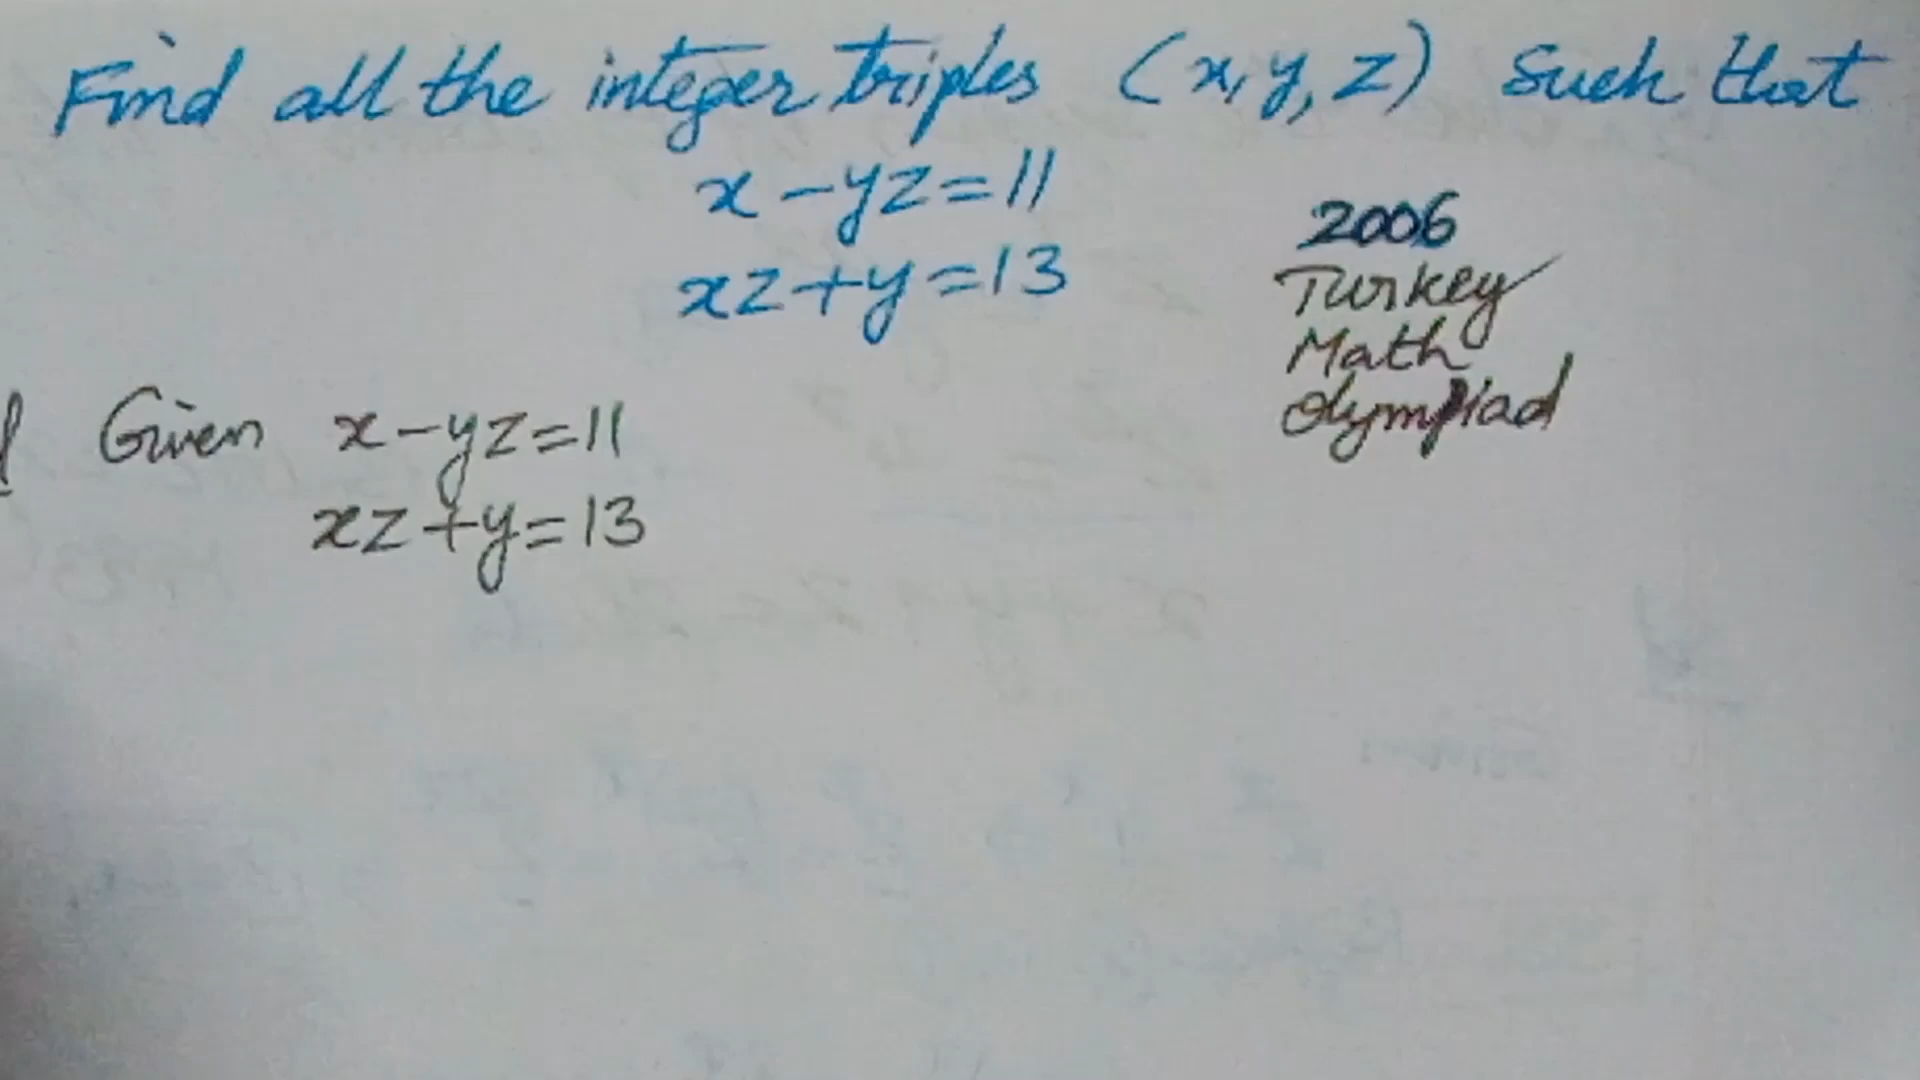 Find all the integer triples (x, y, z) such that
x - yz = 11
xz + y = 13
2006
Turkey
Math
Olympiad
Given x - yz = 11
xz + y = 13